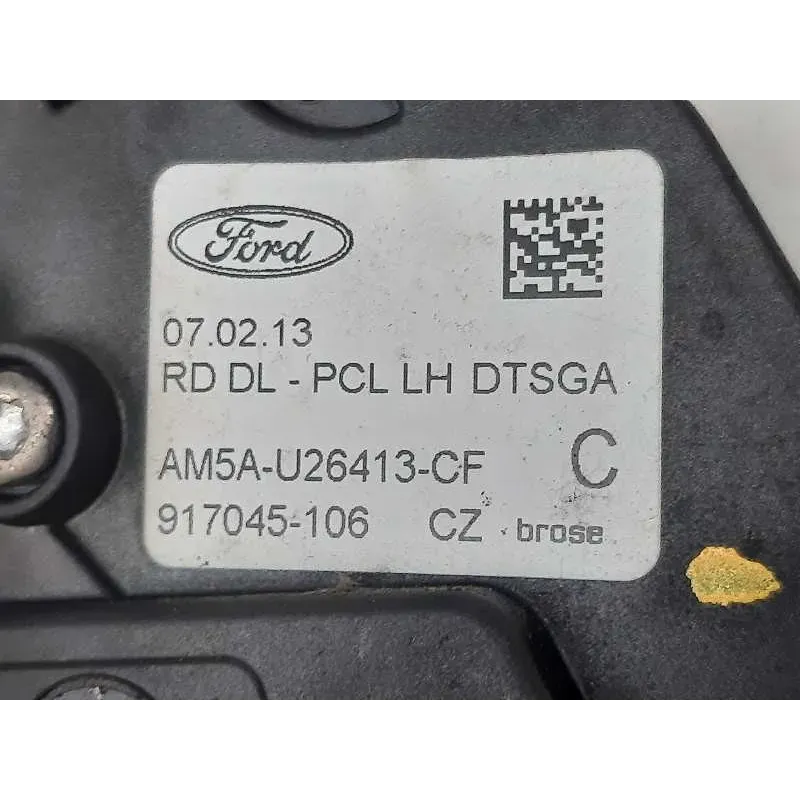 Ford
07.02.13
RD DL - PCL LH DTSGA
AM5A-U26413-CF C
917045-106 CZ brose